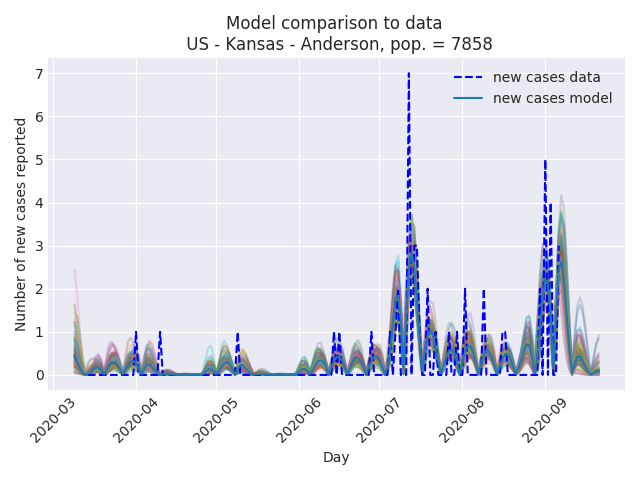 Model comparison to data
US - Kansas - Anderson, pop. = 7858
new cases data
new cases model
Number of new cases reported
7
6
5
4
3
2
1
0
2020-03
2020-04
2020-05
2020-06
2020-07
2020-08
2020-09
Day